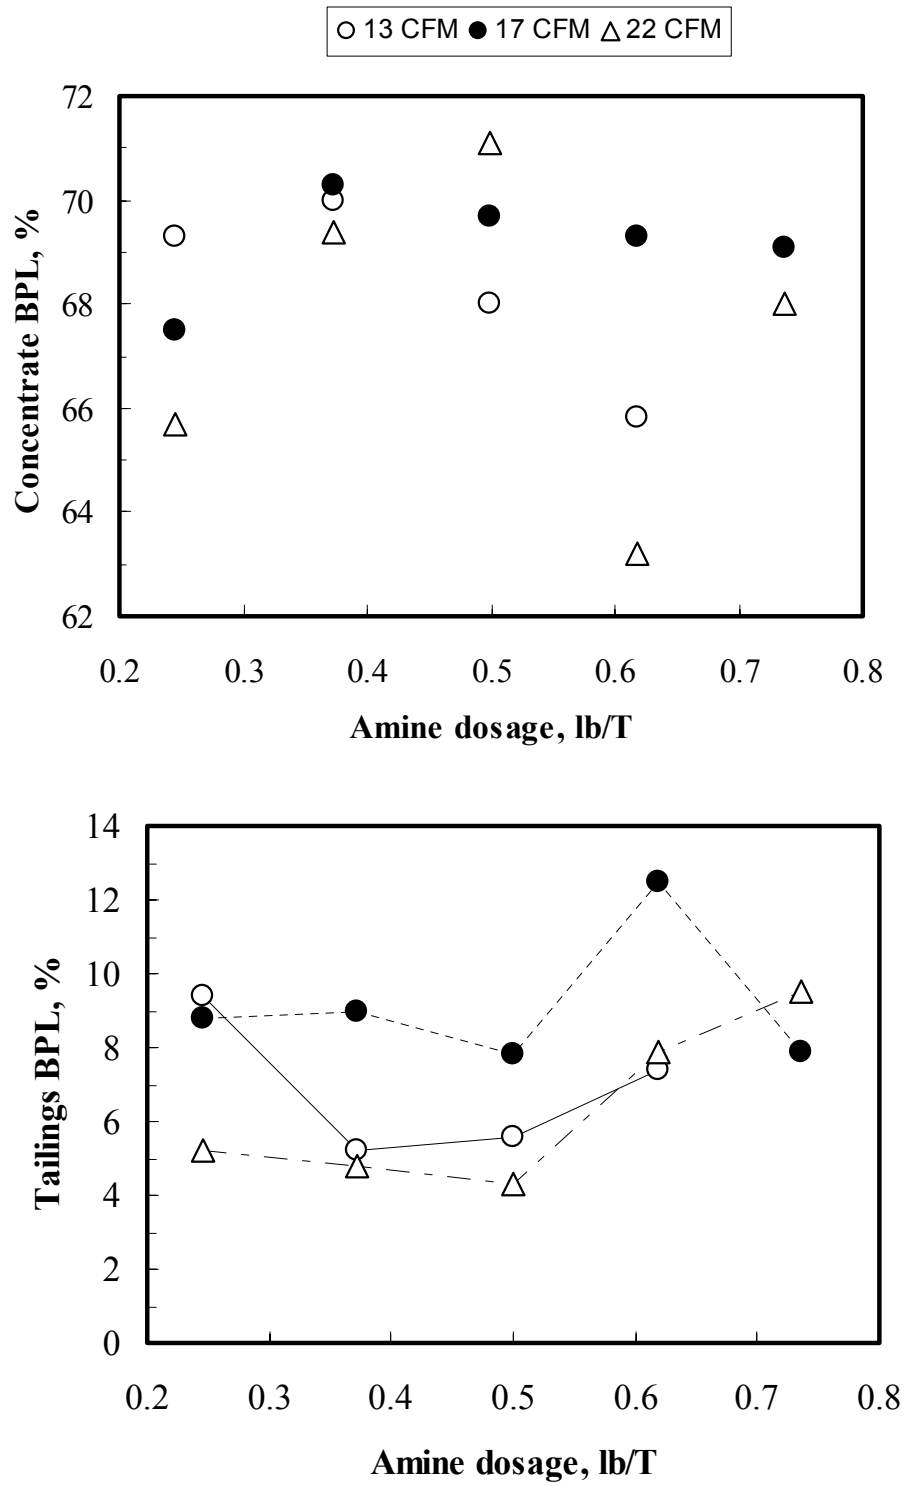 13 CFM 17 CFM 22 CFM
72
70
68
66
64
62
Concentrate BPL, %
0.2 0.3 0.4 0.5 0.6 0.7 0.8
Amine dosage, lb/T
14
12
10
8
6
4
2
0
Tailings BPL, %
0.2 0.3 0.4 0.5 0.6 0.7 0.8
Amine dosage, lb/T